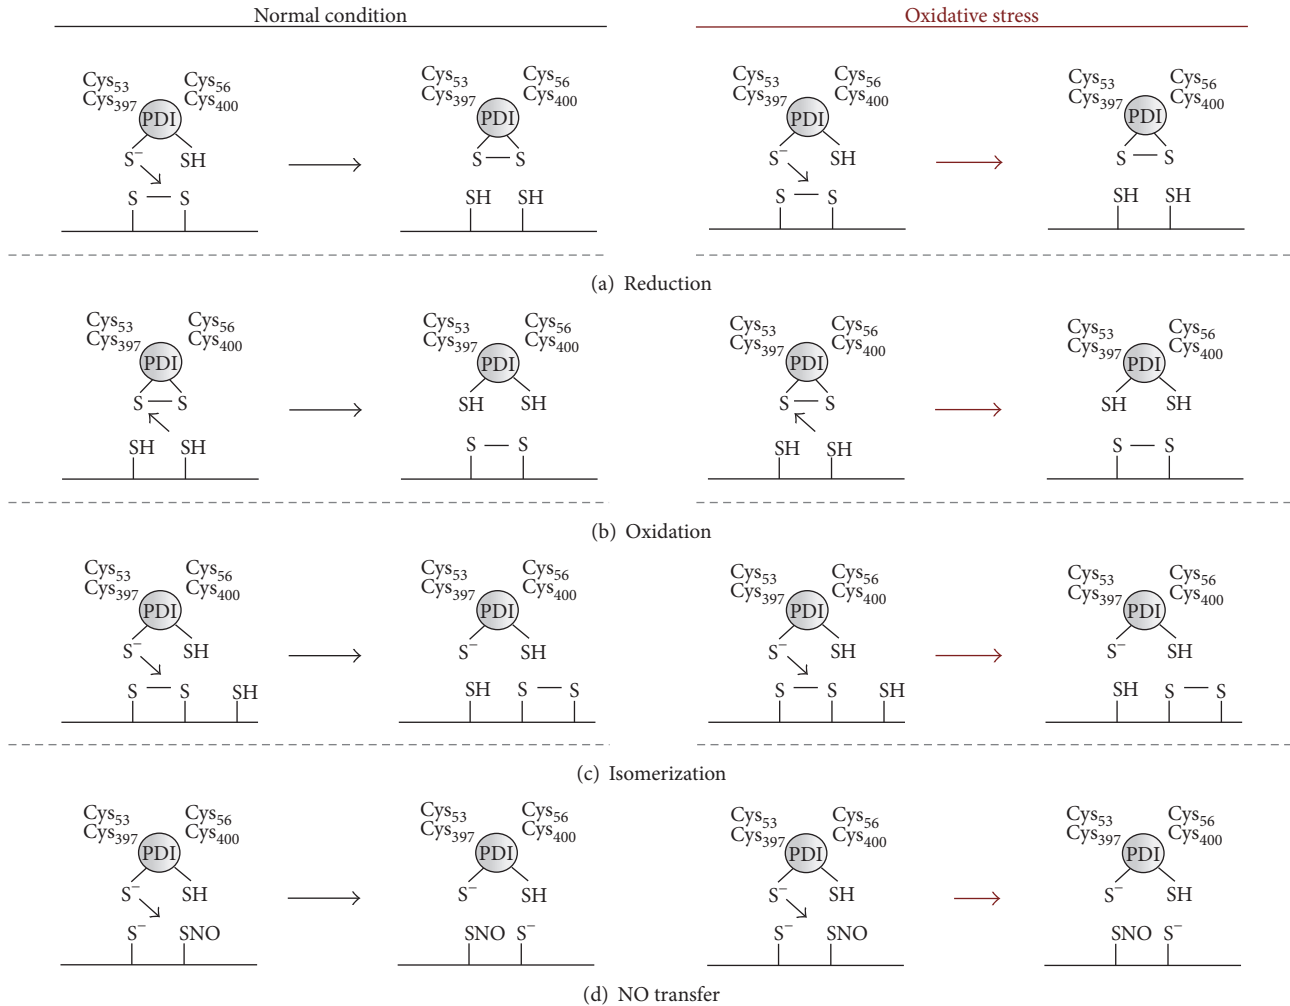 Normal condition
Oxidative stress
Cys53 Cys56 Cys53 Cys56 Cys53 Cys56 Cys53 Cys56
Cys397 Cys400 Cys397 Cys400 Cys397 Cys400 Cys397 Cys400
PDI PDI PDI PDI
S− SH S — S S− SH S — S
S — S SH SH S — S SH SH
(a) Reduction
Cys53 Cys56 Cys53 Cys56 Cys53 Cys56 Cys53 Cys56
Cys397 Cys400 Cys397 Cys400 Cys397 Cys400 Cys397 Cys400
PDI PDI PDI PDI
S — S SH SH S — S SH SH
SH SH S — S SH SH S — S
(b) Oxidation
Cys53 Cys56 Cys53 Cys56 Cys53 Cys56 Cys53 Cys56
Cys397 Cys400 Cys397 Cys400 Cys397 Cys400 Cys397 Cys400
PDI PDI PDI PDI
S− SH S− SH S− SH S− SH
S — S SH SH S — S S — S SH SH S — S
(c) Isomerization
Cys53 Cys56 Cys53 Cys56 Cys53 Cys56 Cys53 Cys56
Cys397 Cys400 Cys397 Cys400 Cys397 Cys400 Cys397 Cys400
PDI PDI PDI PDI
S− SH S− SH S− SH S− SH
S− SNO SNO S− S− SNO SNO S−
(d) NO transfer